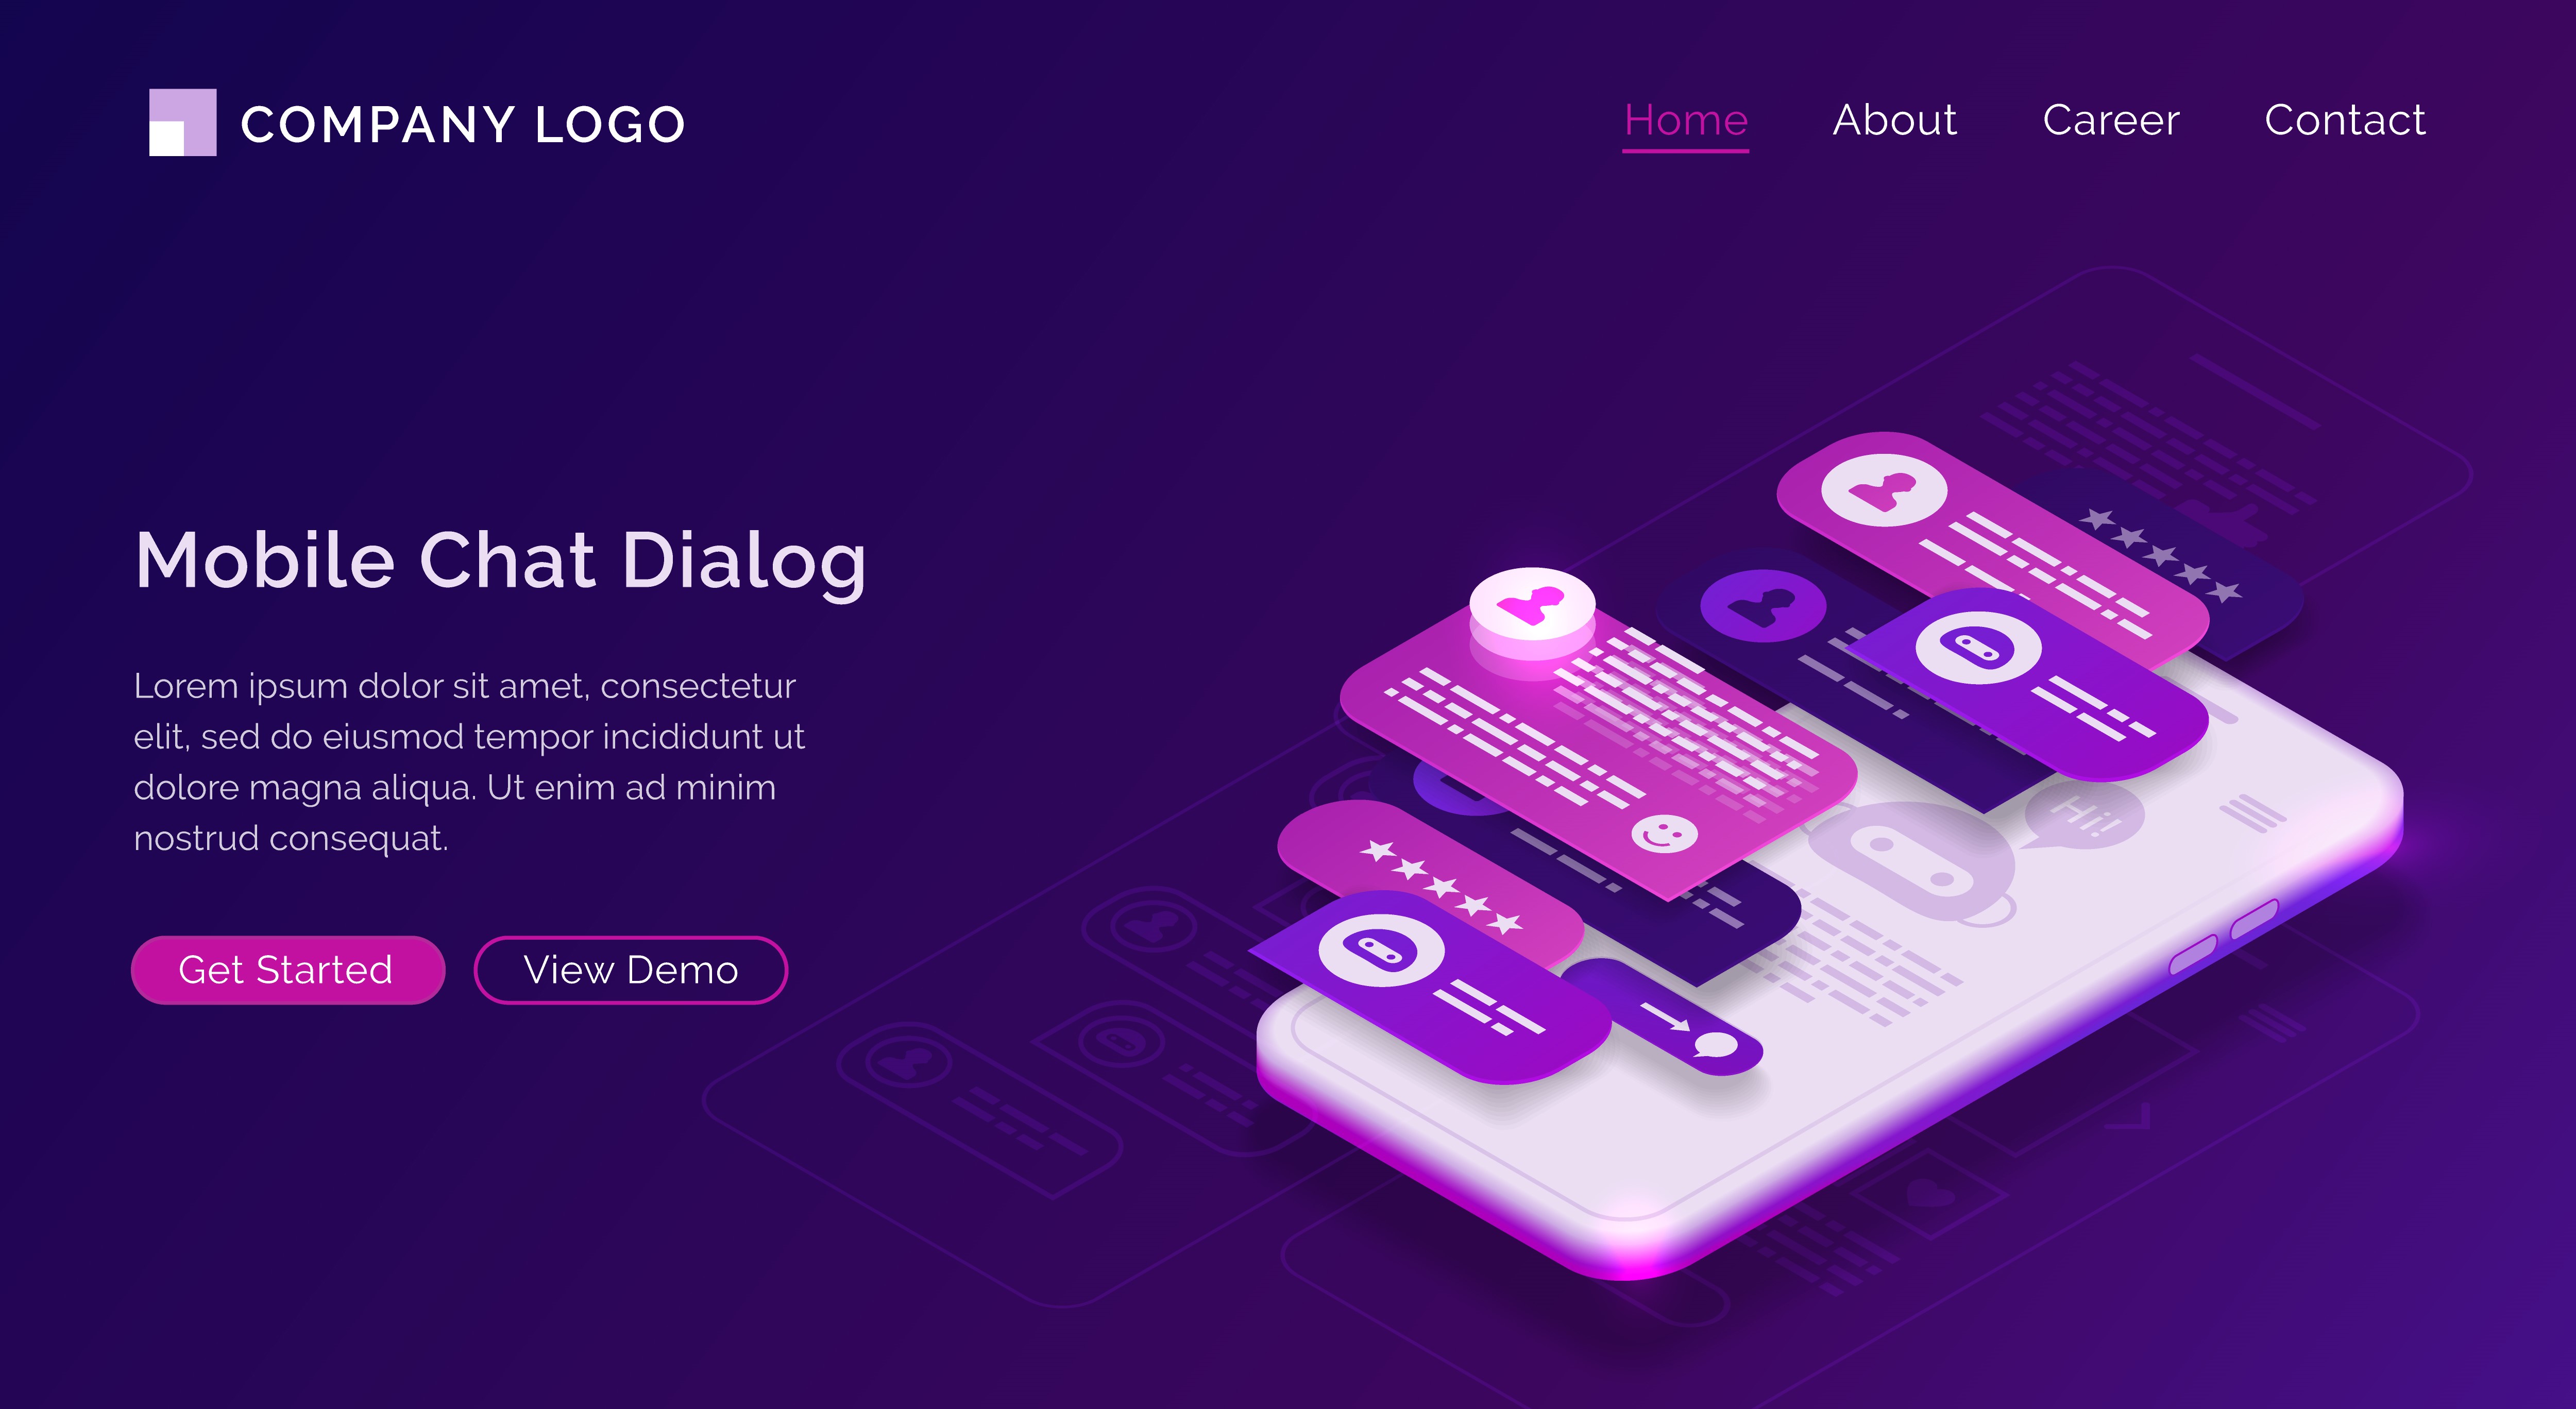 COMPANY LOGO
Home About Career Contact
Mobile Chat Dialog
Lorem ipsum dolor sit amet, consectetur
elit, sed do eiusmod tempor incididunt ut
dolore magna aliqua. Ut enim ad minim
nostrud consequat.
Get Started View Demo
Hi!